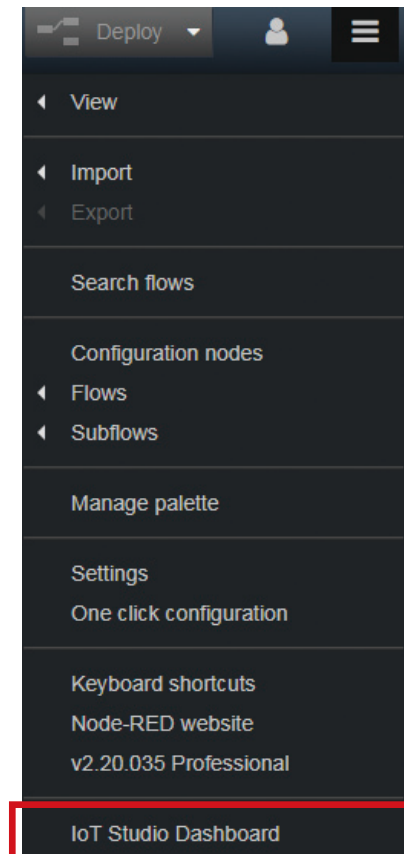 Deploy
View
Import
Export
Search flows
Configuration nodes
Flows
Subflows
Manage palette
Settings
One click configuration
Keyboard shortcuts
Node-RED website
v2.20.035 Professional
IoT Studio Dashboard